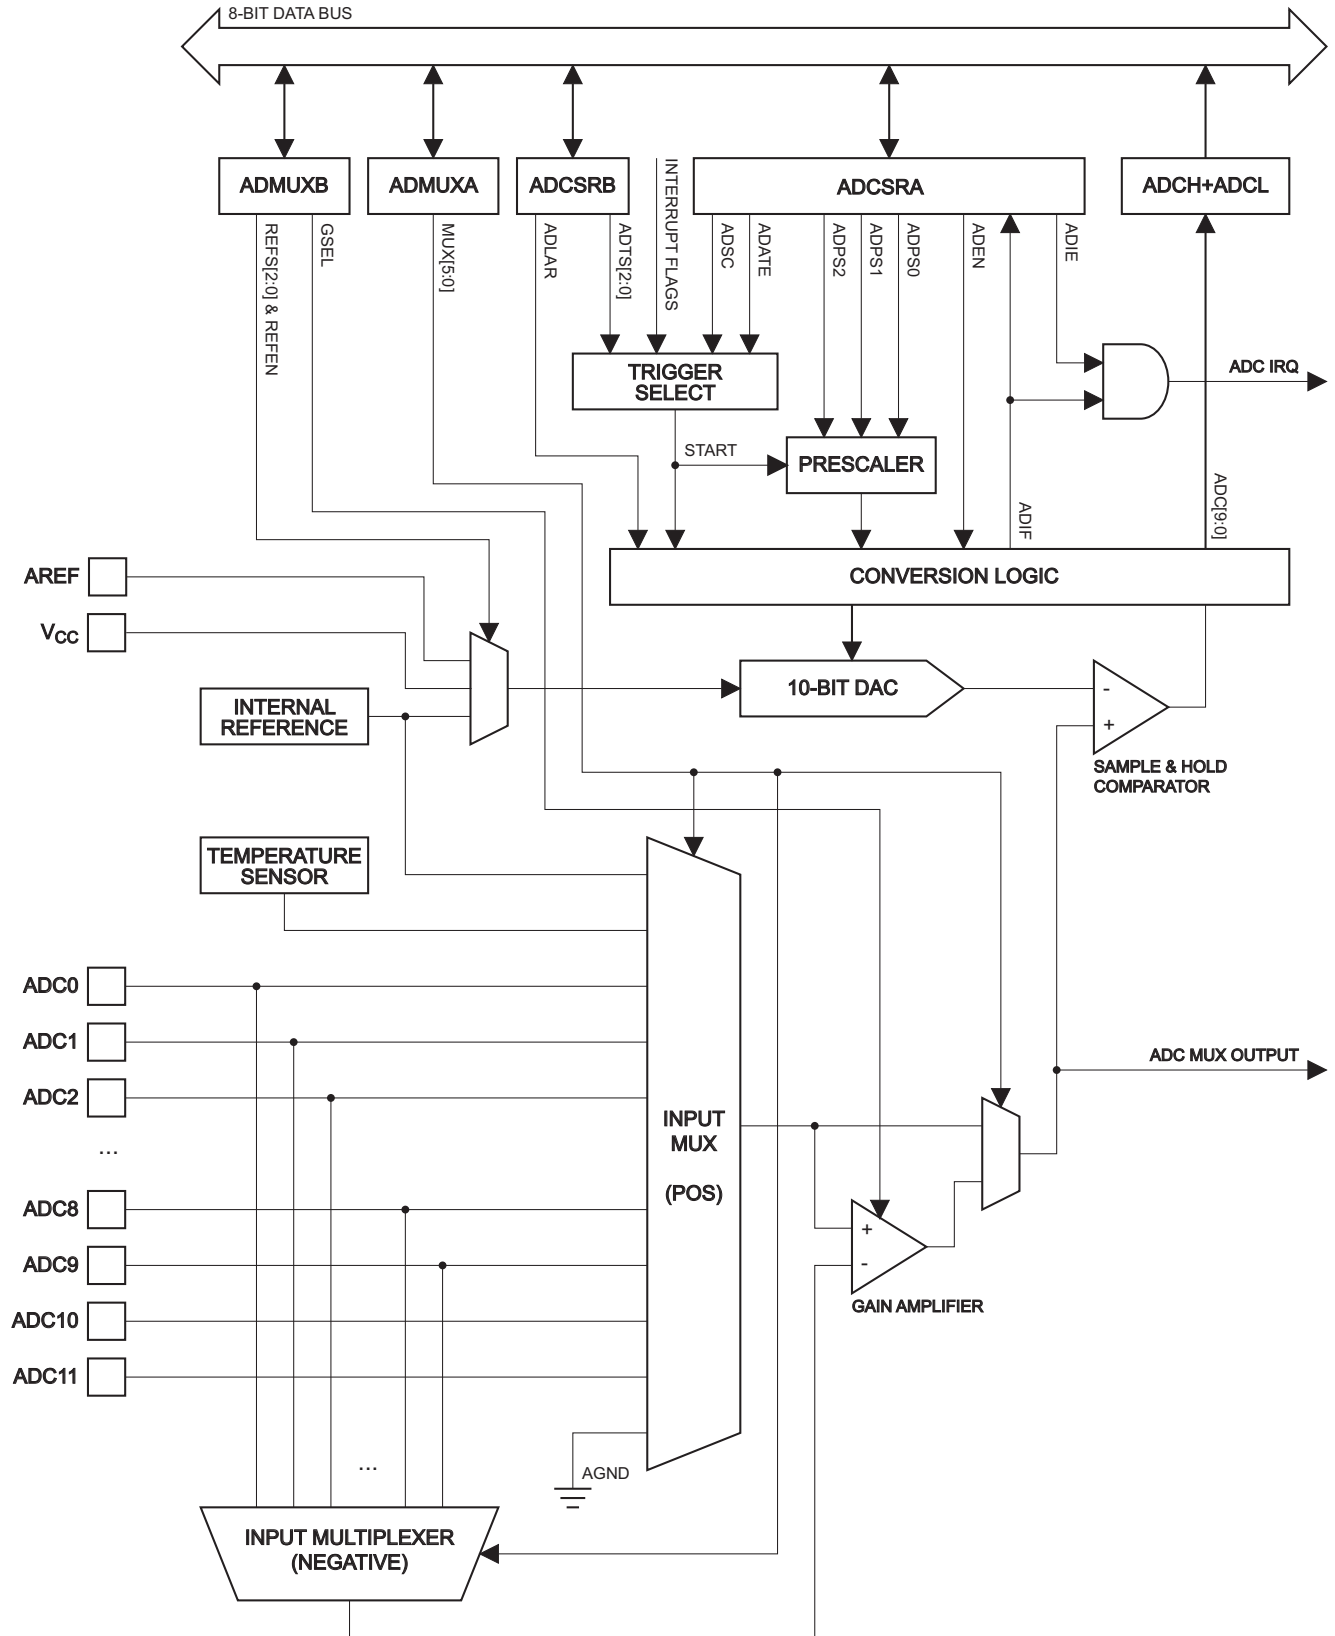 8-BIT DATA BUS
ADMUXB
ADMUXA
ADCSRB
ADCSRA
ADCH+ADCL
REFS[2:0] & REFEN
GSEL
MUX[5:0]
ADLAR
ADTS[2:0]
INTERRUPT FLAGS
ADSC
ADATE
ADPS2
ADPS1
ADPS0
ADEN
ADIE
TRIGGER
SELECT
ADC IRQ
START
PRESCALER
ADIF
ADC[9:0]
AREF
CONVERSION LOGIC
VCC
INTERNAL
REFERENCE
10-BIT DAC
-
+
SAMPLE & HOLD
COMPARATOR
TEMPERATURE
SENSOR
ADC0
ADC1
ADC MUX OUTPUT
ADC2
...
INPUT
MUX
(POS)
ADC8
ADC9
+
-
GAIN AMPLIFIER
ADC10
ADC11
...
AGND
INPUT MULTIPLEXER
(NEGATIVE)